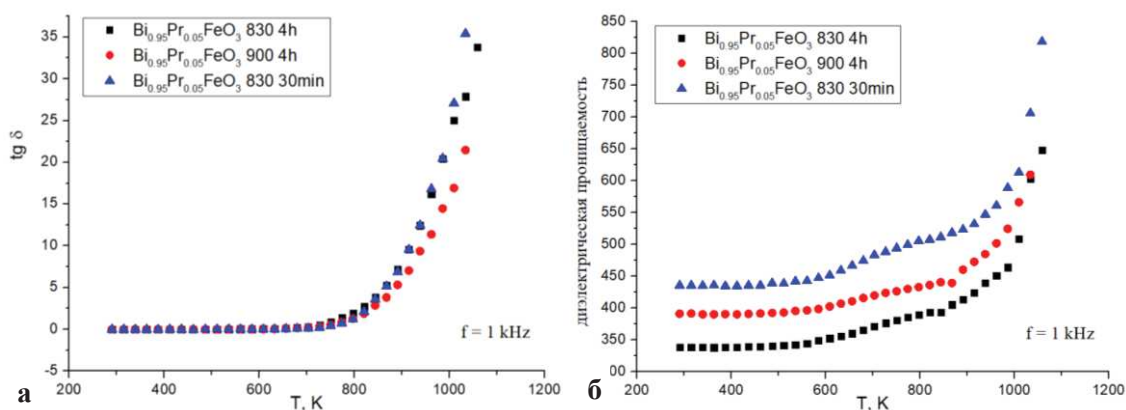 Bi₀.₉₅Pr₀.₀₅FeO₃ 830 4h
Bi₀.₉₅Pr₀.₀₅FeO₃ 900 4h
Bi₀.₉₅Pr₀.₀₅FeO₃ 830 30min
35
30
25
20
15
10
5
0
-5
tg δ
f = 1 kHz
200
400
600
800
1000
1200
T, K
а
Bi₀.₉₅Pr₀.₀₅FeO₃ 830 4h
Bi₀.₉₅Pr₀.₀₅FeO₃ 900 4h
Bi₀.₉₅Pr₀.₀₅FeO₃ 830 30min
850
800
750
700
650
600
550
500
450
400
350
00
диэлектрическая проницаемость
f = 1 kHz
200
400
600
800
1000
1200
T, K
б